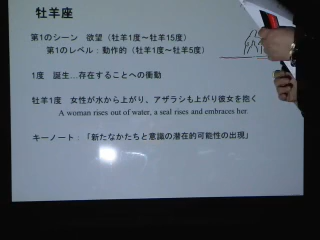 牡羊座
第1のシーン　欲望（牡羊1度～牡羊15度）
第1のレベル：動作的（牡羊1度～牡羊5度）
1度　誕生…存在することへの衝動
牡羊1度　女性が水から上がり、アザラシも上がり彼女を抱く
A woman rises out of water, a seal rises and embraces her.
キーノート：「新たなかたちと意識の潜在的可能性の出現」